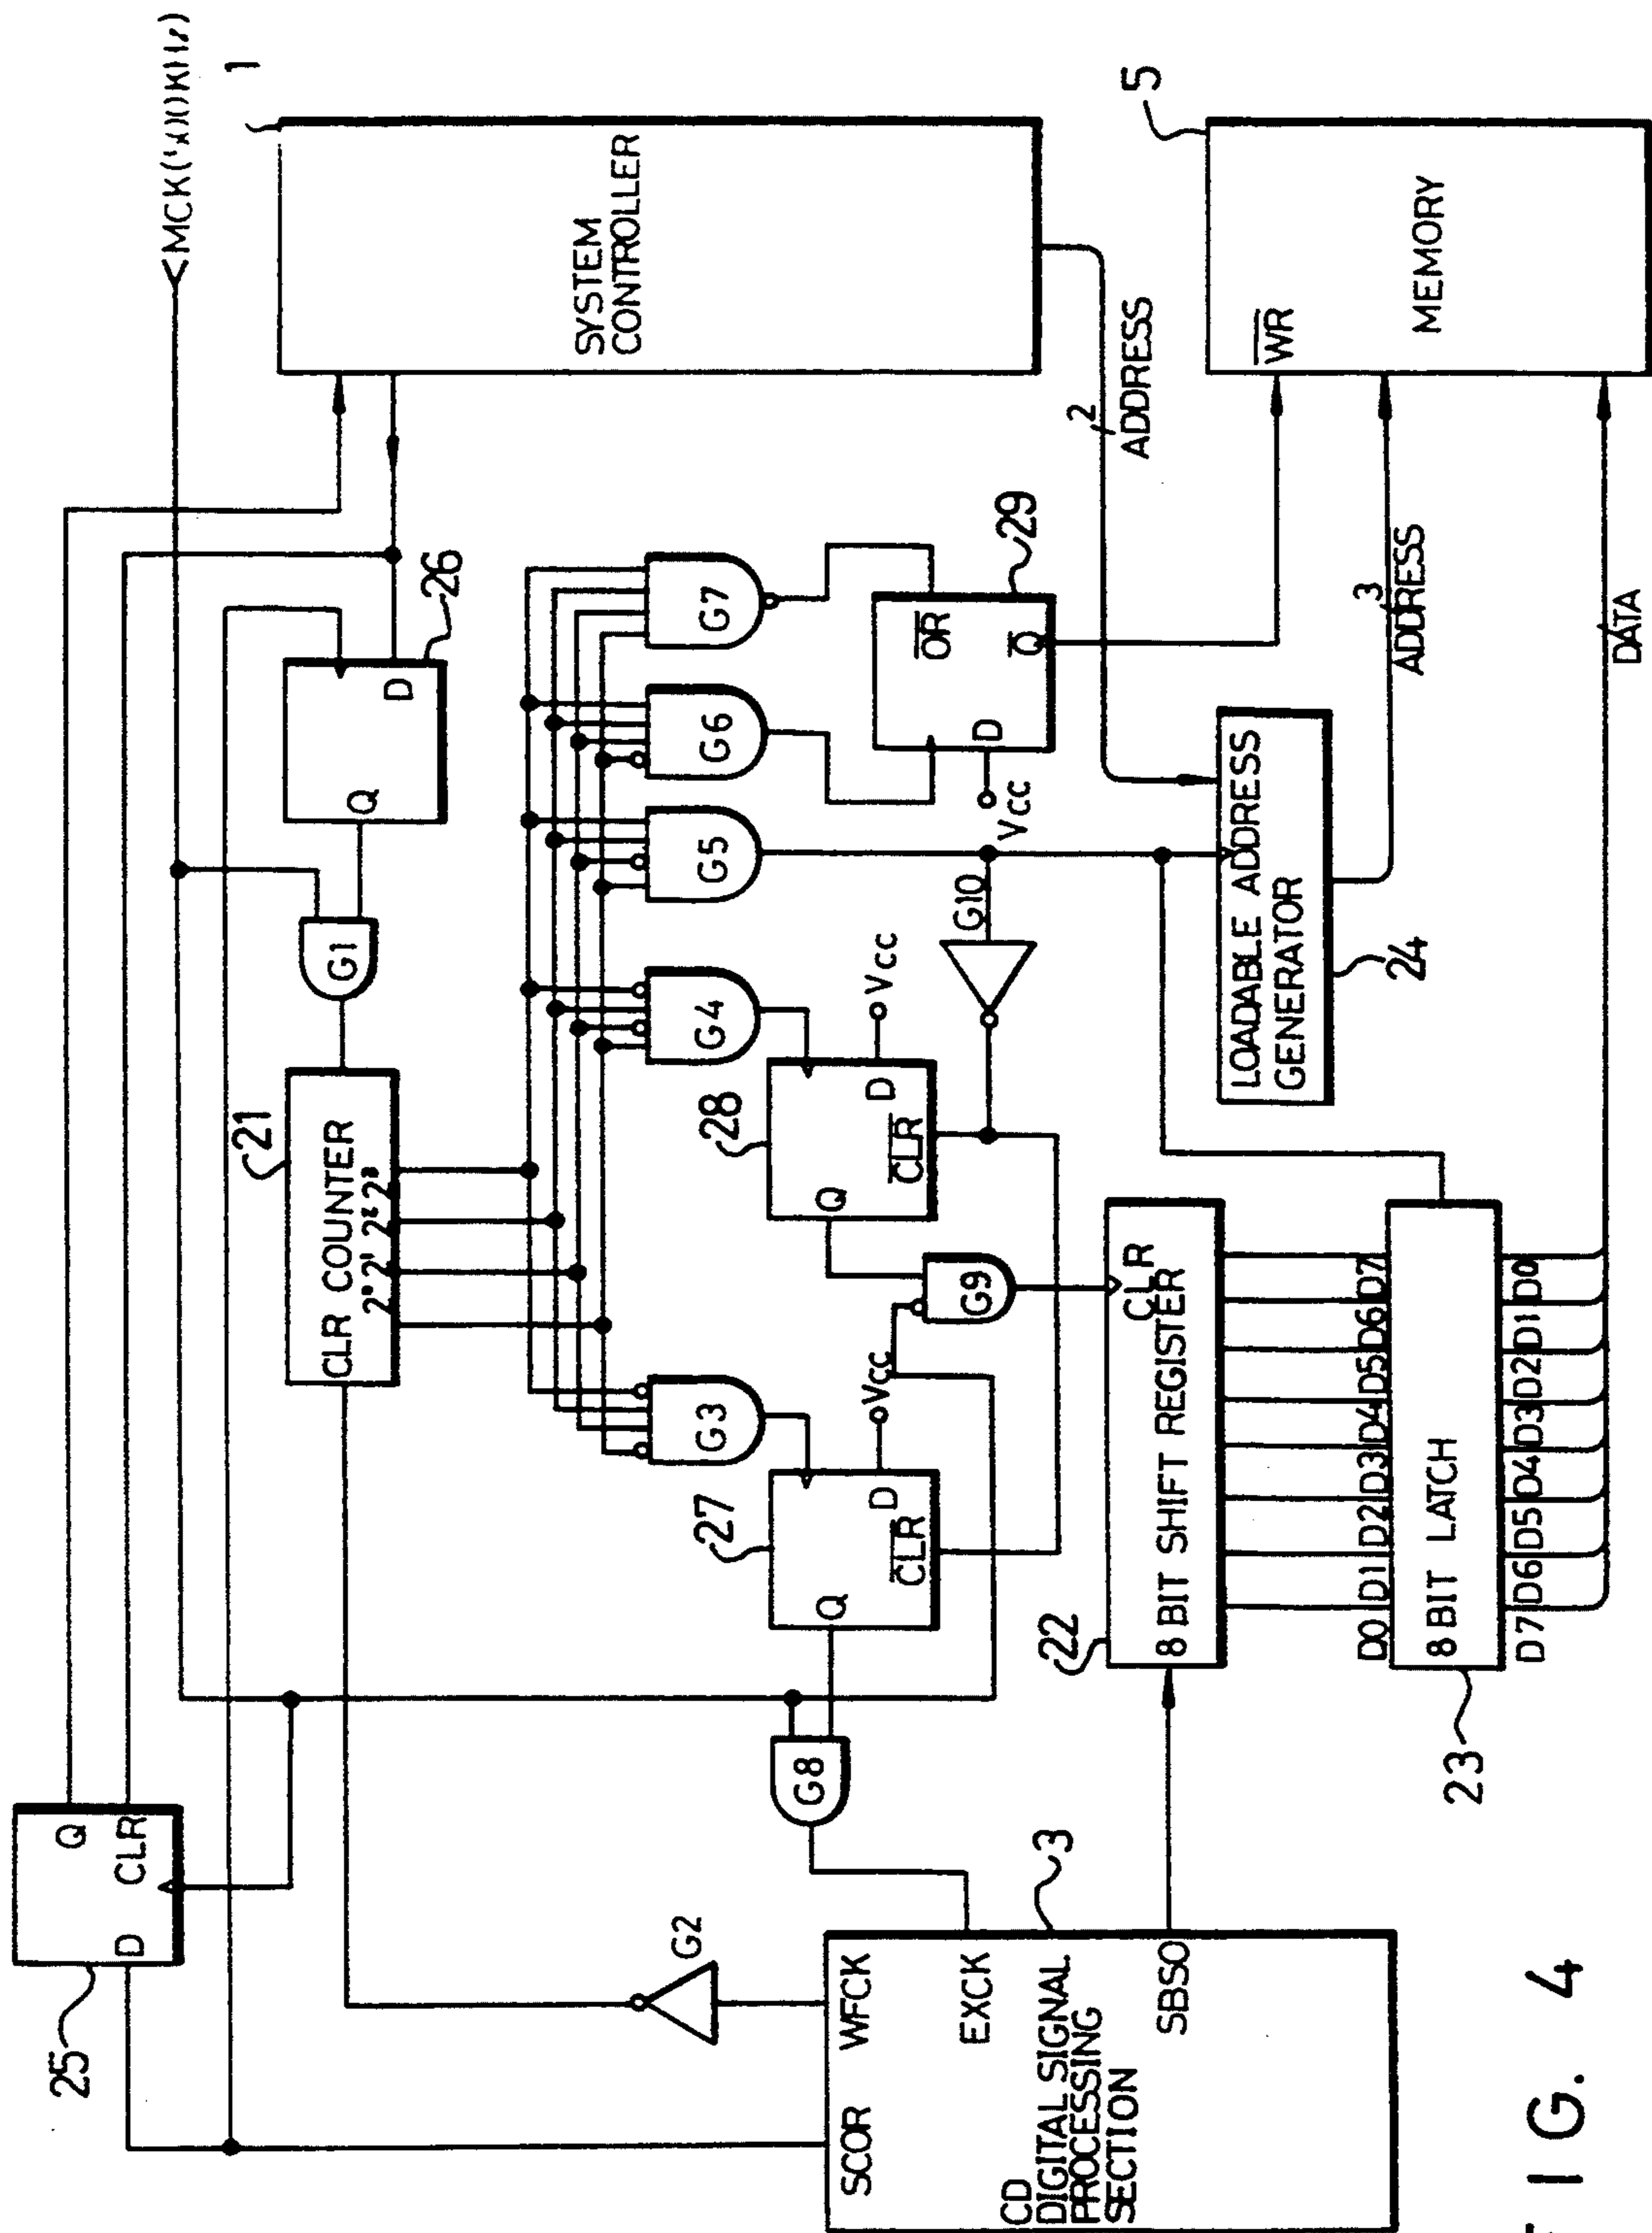 MCK(500KHz)
1
SYSTEM
CONTROLLER
5
MEMORY
WR
2
ADDRESS
3
ADDRESS
DATA
25
Q
CLR
D
26
Q
D
G1
21
CLR COUNTER
2⁰ 2¹ 2² 2³
G2
G3
G4
G5
G6
G7
27
Q
D
CLR
Vcc
28
Q
D
CLR
Vcc
29
OR
Q
D
Vcc
G8
G9
G10
22
CLR
8 BIT SHIFT REGISTER
D0 D1 D2 D3 D4 D5 D6 D7
8 BIT LATCH
23
D7 D6 D5 D4 D3 D2 D1 D0
LOADABLE ADDRESS
GENERATOR
24
3
SCOR
WFCK
EXCK
SBSO
CD
DIGITAL SIGNAL
PROCESSING
SECTION
FIG. 4